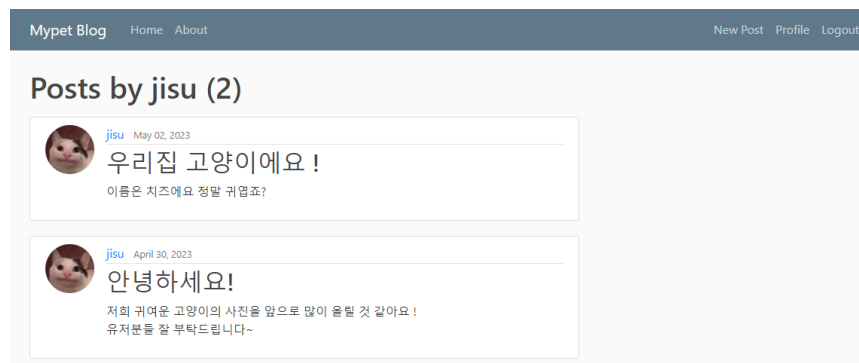 Mypet Blog Home About New Post Profile Logout
Posts by jisu (2)
jisu May 02, 2023
우리집 고양이에요 !
이름은 치즈에요 정말 귀엽죠?
jisu April 30, 2023
안녕하세요!
저희 귀여운 고양이의 사진을 앞으로 많이 올릴 것 같아요 !
유저분들 잘 부탁드립니다~